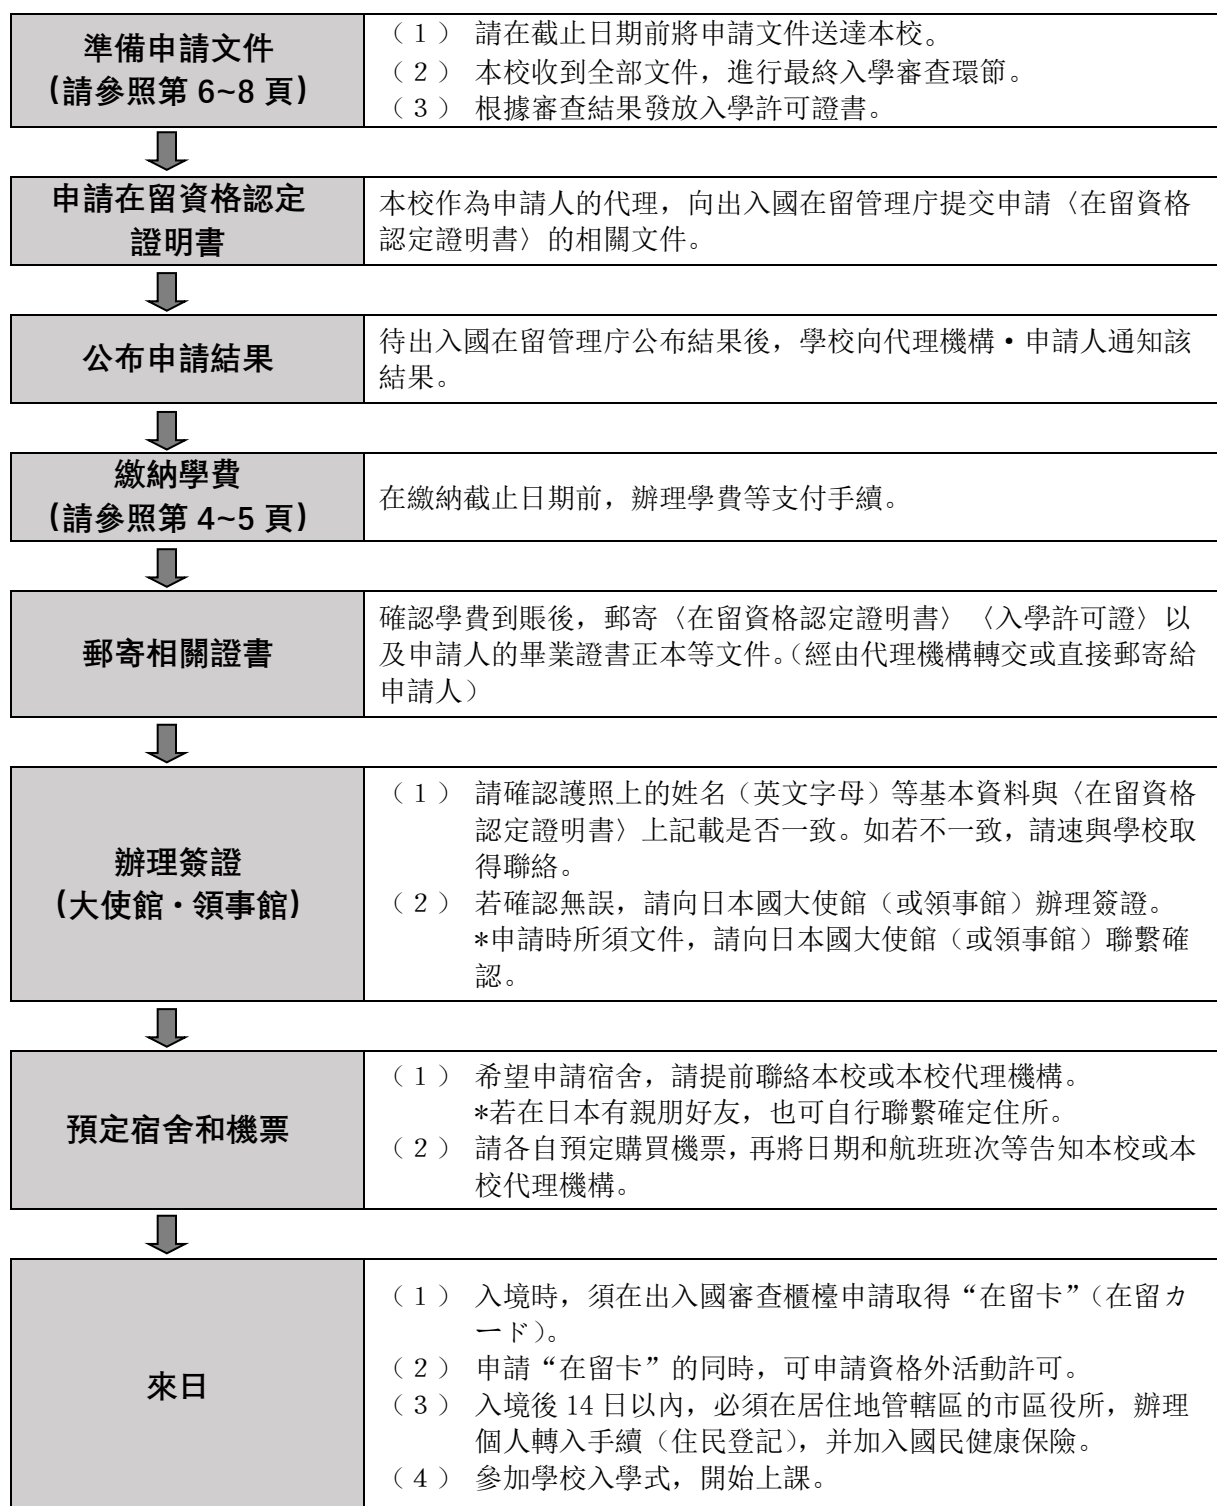 準備申請文件
(請參照第 6~8 頁)
（１） 請在截止日期前將申請文件送達本校。
（２） 本校收到全部文件，進行最終入學審查環節。
（３） 根據審查結果發放入學許可證書。
申請在留資格認定
證明書
本校作為申請人的代理，向出入國在留管理庁提交申請〈在留資格
認定證明書〉的相關文件。
公布申請結果
待出入國在留管理庁公布結果後，學校向代理機構・申請人通知該
結果。
繳納學費
(請參照第 4~5 頁)
在繳納截止日期前，辦理學費等支付手續。
郵寄相關證書
確認學費到賬後，郵寄〈在留資格認定證明書〉〈入學許可證〉以
及申請人的畢業證書正本等文件。（經由代理機構轉交或直接郵寄給
申請人）
辦理簽證
(大使館・領事館)
（１） 請確認護照上的姓名（英文字母）等基本資料與〈在留資格
認定證明書〉上記載是否一致。如若不一致，請速與學校取
得聯絡。
（２） 若確認無誤，請向日本國大使館（或領事館）辦理簽證。
*申請時所須文件，請向日本國大使館（或領事館）聯繫確
認。
預定宿舍和機票
（１） 希望申請宿舍，請提前聯絡本校或本校代理機構。
*若在日本有親朋好友，也可自行聯繫確定住所。
（２） 請各自預定購買機票，再將日期和航班班次等告知本校或本
校代理機構。
來日
（１） 入境時，須在出入國審查櫃檯申請取得“在留卡”（在留カ
ード）。
（２） 申請“在留卡”的同時，可申請資格外活動許可。
（３） 入境後 14 日以內，必須在居住地管轄區的市區役所，辦理
個人轉入手續（住民登記），并加入國民健康保險。
（４） 參加學校入學式，開始上課。